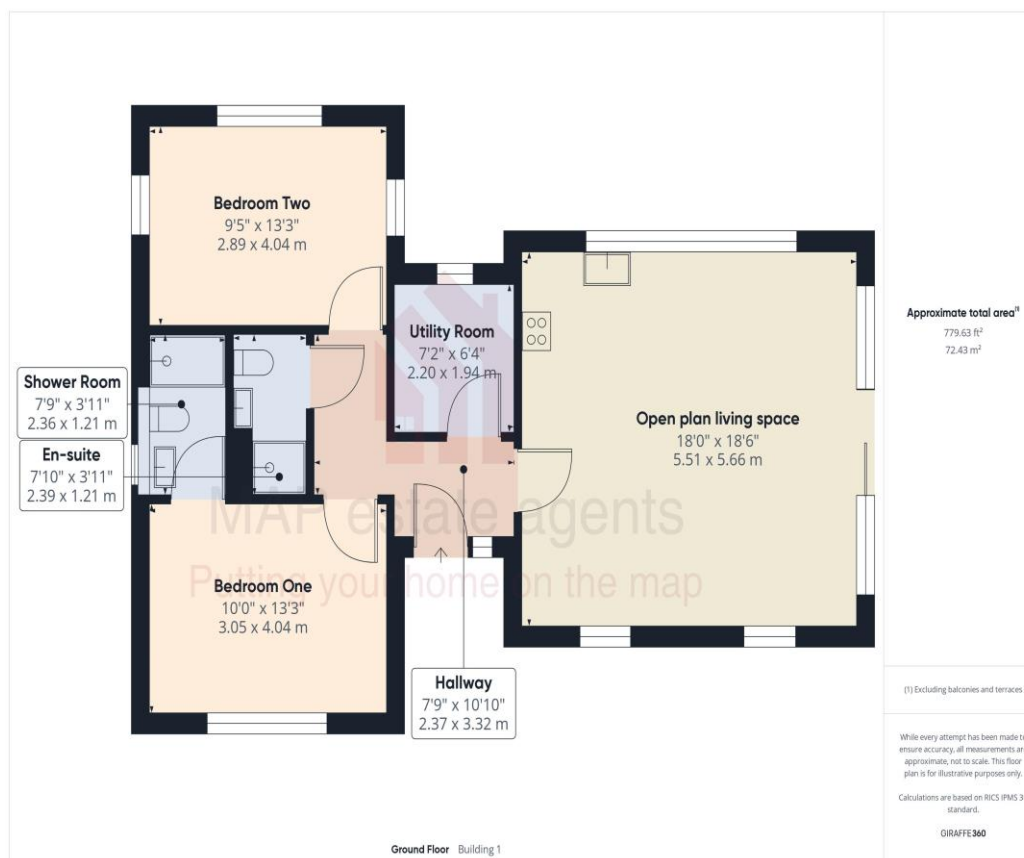 Bedroom Two
9'5" x 13'3"
2.89 x 4.04 m
Utility Room
7'2" x 6'4"
2.20 x 1.94 m
Shower Room
7'9" x 3'11"
2.36 x 1.21 m
En-suite
7'10" x 3'11"
2.39 x 1.21 m
Open plan living space
18'0" x 18'6"
5.51 x 5.66 m
MAP estate agents
Putting your home on the map
Bedroom One
10'0" x 13'3"
3.05 x 4.04 m
Hallway
7'9" x 10'10"
2.37 x 3.32 m
Ground Floor Building 1
Approximate total area(1)
779.63 ft²
72.43 m²
(1) Excluding balconies and terraces
While every attempt has been made to
ensure accuracy, all measurements are
approximate, not to scale. This floor
plan is for illustrative purposes only.
Calculations are based on RICS IPMS 3
standard.
GIRAFFE360